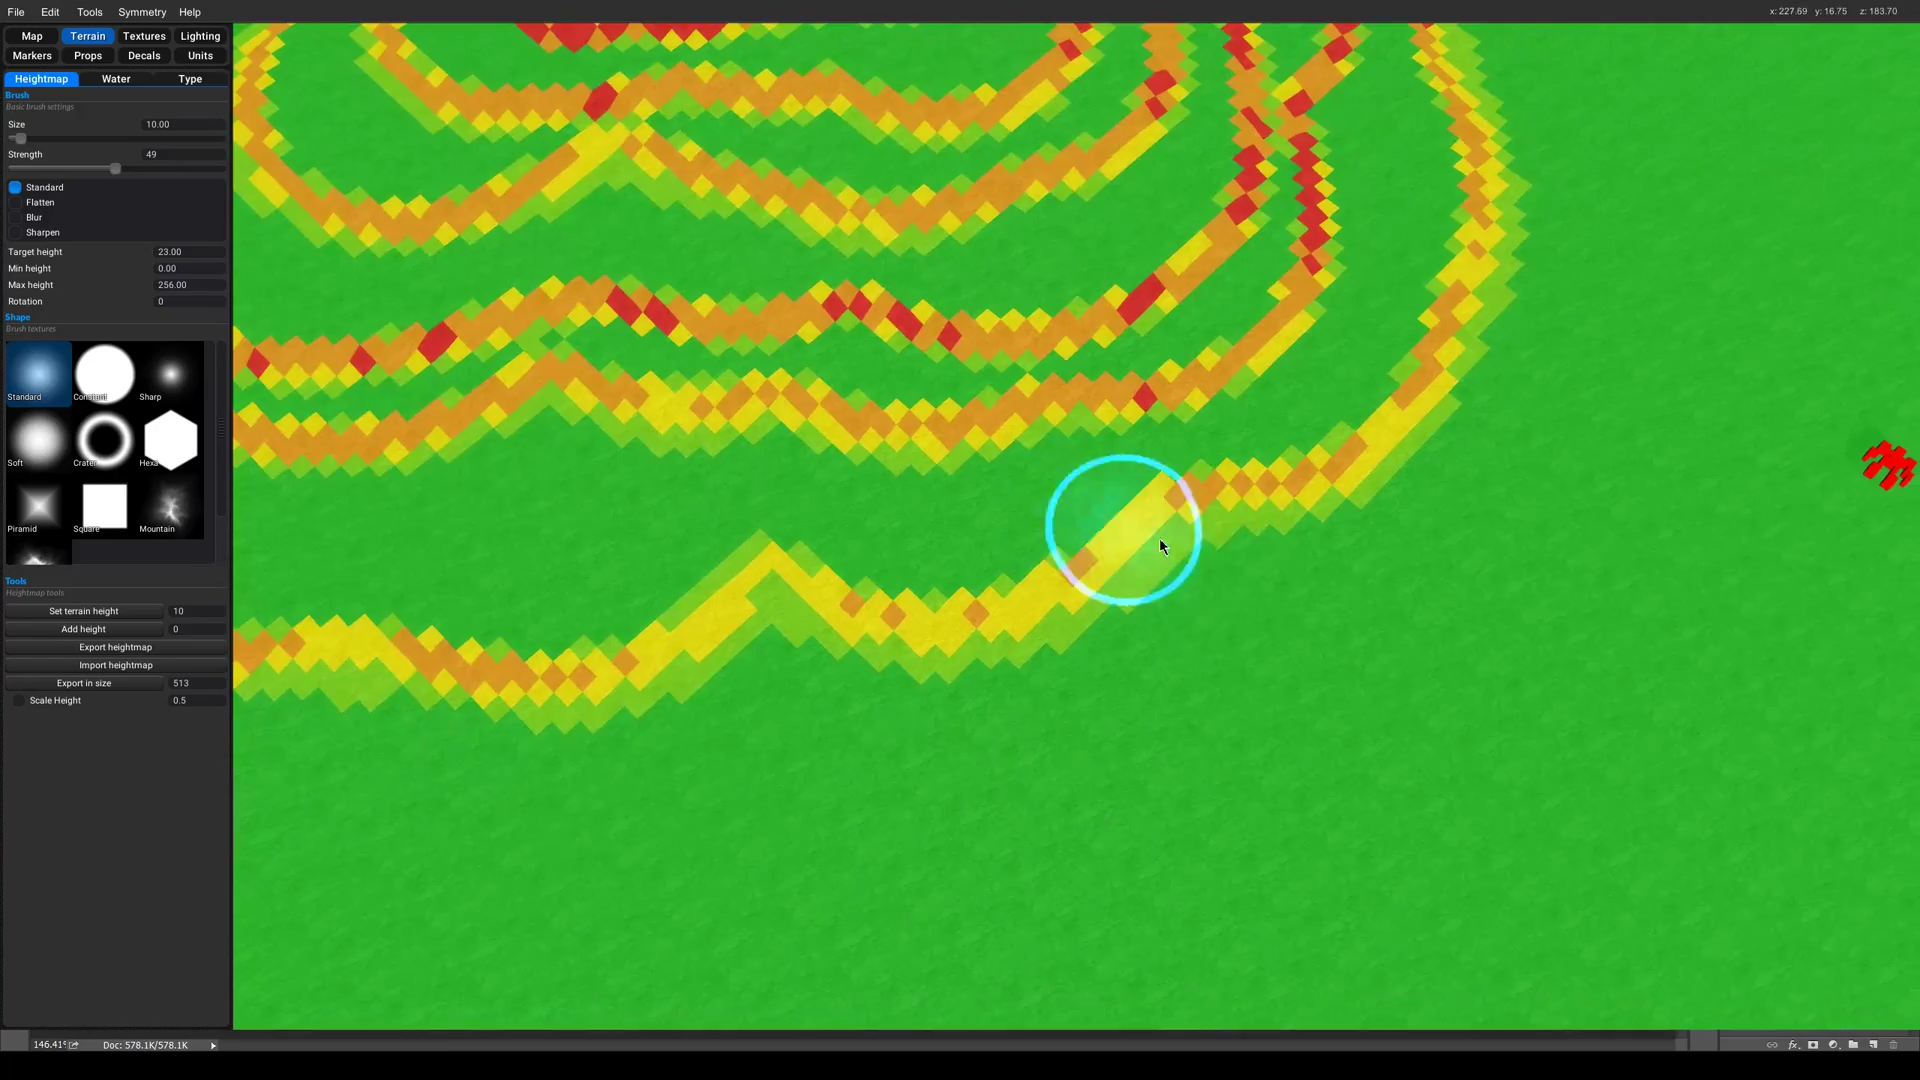 File Edit Tools Symmetry Help
x: 227.69 y: 16.75 z: 183.70
Map Terrain Textures Lighting
Markers Props Decals Units
Heightmap Water Type
Brush
Basic brush settings
Size 10.00
Strength 49
Standard
Flatten
Blur
Sharpen
Target height 23.00
Min height 0.00
Max height 256.00
Rotation 0
Shape
Brush textures
Standard Constant Sharp
Soft Crater Hexa
Piramid Square Mountain
Tools
Heightmap tools
Set terrain height 10
Add height 0
Export heightmap
Import heightmap
Export in size 513
Scale Height 0.5
146.41% Doc: 578.1K/578.1K
fx